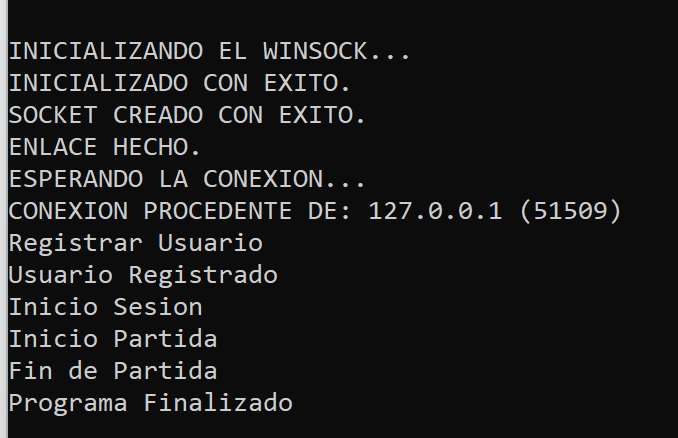 INICIALIZANDO EL WINSOCK...
INICIALIZADO CON EXITO.
SOCKET CREADO CON EXITO.
ENLACE HECHO.
ESPERANDO LA CONEXION...
CONEXION PROCEDENTE DE: 127.0.0.1 (51509)
Registrar Usuario
Usuario Registrado
Inicio Sesion
Inicio Partida
Fin de Partida
Programa Finalizado